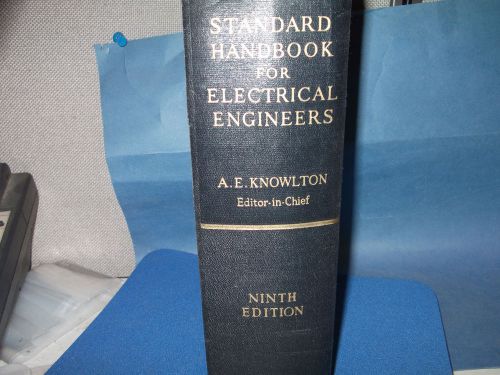 STANDARD
HANDBOOK
FOR
ELECTRICAL
ENGINEERS
A.E. KNOWLTON
Editor-in-Chief
NINTH
EDITION